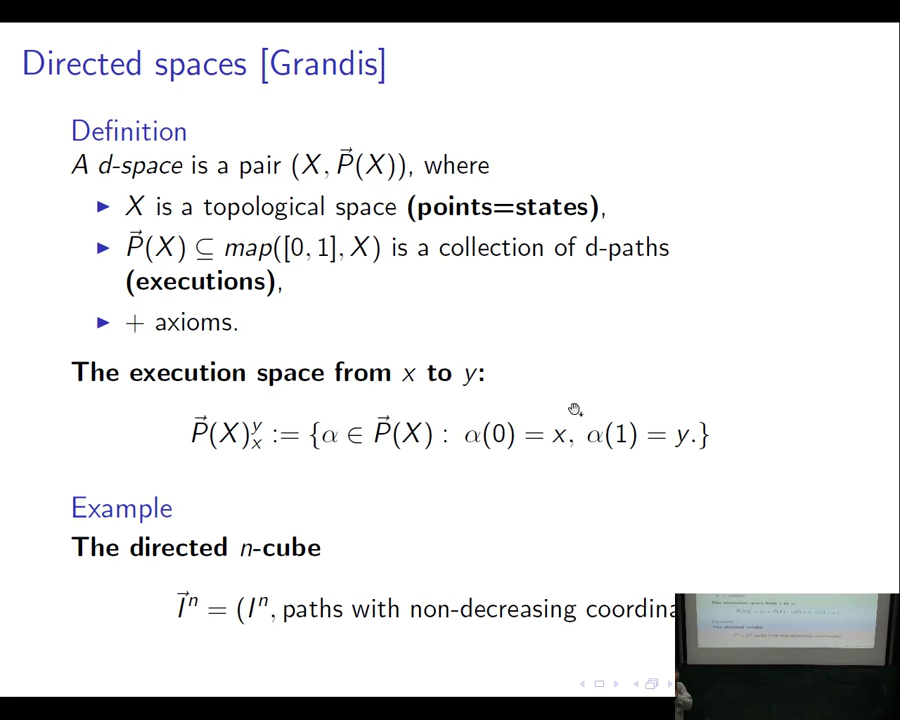 Directed spaces [Grandis]
Definition
A d-space is a pair (X, P⃗(X)), where
▶ X is a topological space (points=states),
▶ P⃗(X) ⊆ map([0, 1], X) is a collection of d-paths
(executions),
▶ + axioms.
The execution space from x to y:
P⃗(X)ʸₓ := {α ∈ P⃗(X) : α(0) = x, α(1) = y.}
Example
The directed n-cube
I⃗ⁿ = (Iⁿ, paths with non-decreasing coordina